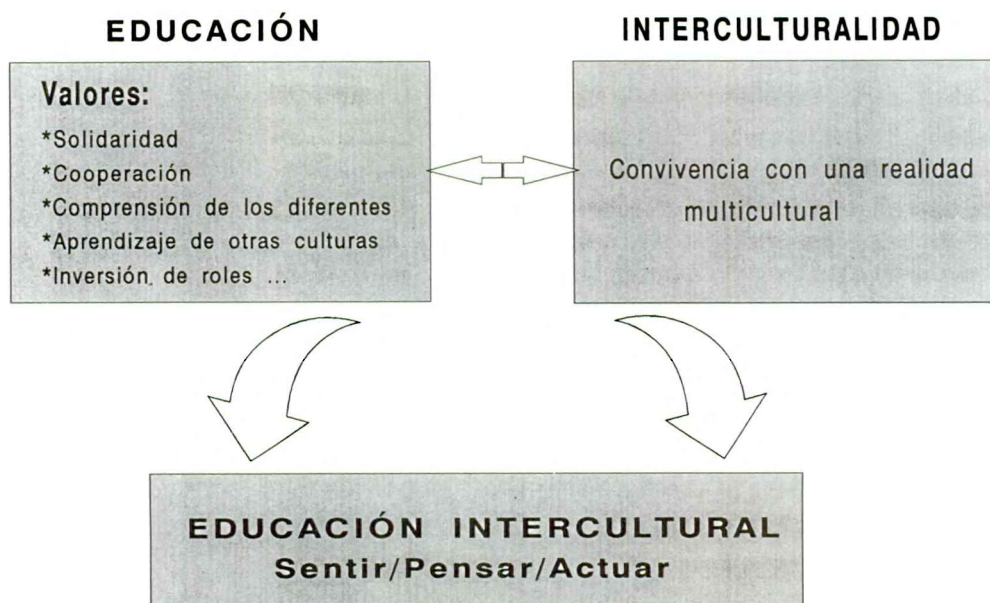 EDUCACIÓN
Valores:
*Solidaridad
*Cooperación
*Comprensión de los diferentes
*Aprendizaje de otras culturas
*Inversión de roles ...
INTERCULTURALIDAD
Convivencia con una realidad
multicultural
EDUCACIÓN INTERCULTURAL
Sentir/Pensar/Actuar